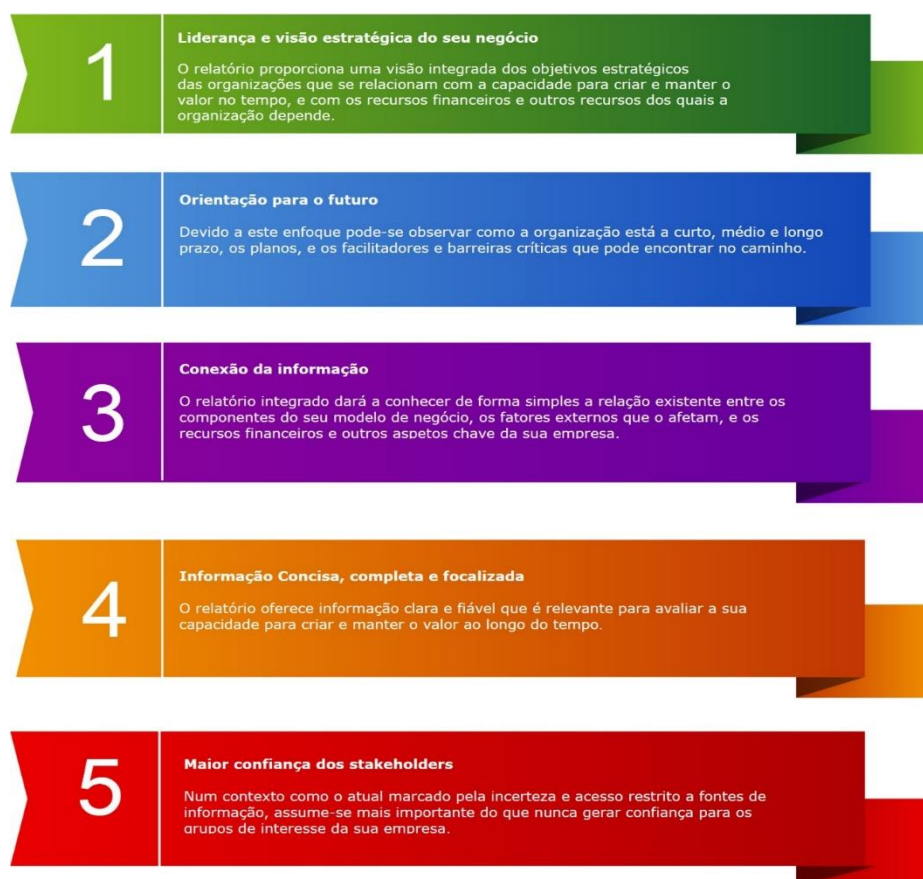 1
Liderança e visão estratégica do seu negócio
O relatório proporciona uma visão integrada dos objetivos estratégicos
das organizações que se relacionam com a capacidade para criar e manter o
valor no tempo, e com os recursos financeiros e outros recursos dos quais a
organização depende.
2
Orientação para o futuro
Devido a este enfoque pode-se observar como a organização está a curto, médio e longo
prazo, os planos, e os facilitadores e barreiras críticas que pode encontrar no caminho.
3
Conexão da informação
O relatório integrado dará a conhecer de forma simples a relação existente entre os
componentes do seu modelo de negócio, os fatores externos que o afetam, e os
recursos financeiros e outros aspetos chave da sua empresa.
4
Informação Concisa, completa e focalizada
O relatório oferece informação clara e fiável que é relevante para avaliar a sua
capacidade para criar e manter o valor ao longo do tempo.
5
Maior confiança dos stakeholders
Num contexto como o atual marcado pela incerteza e acesso restrito a fontes de
informação, assume-se mais importante do que nunca gerar confiança para os
grupos de interesse da sua empresa.